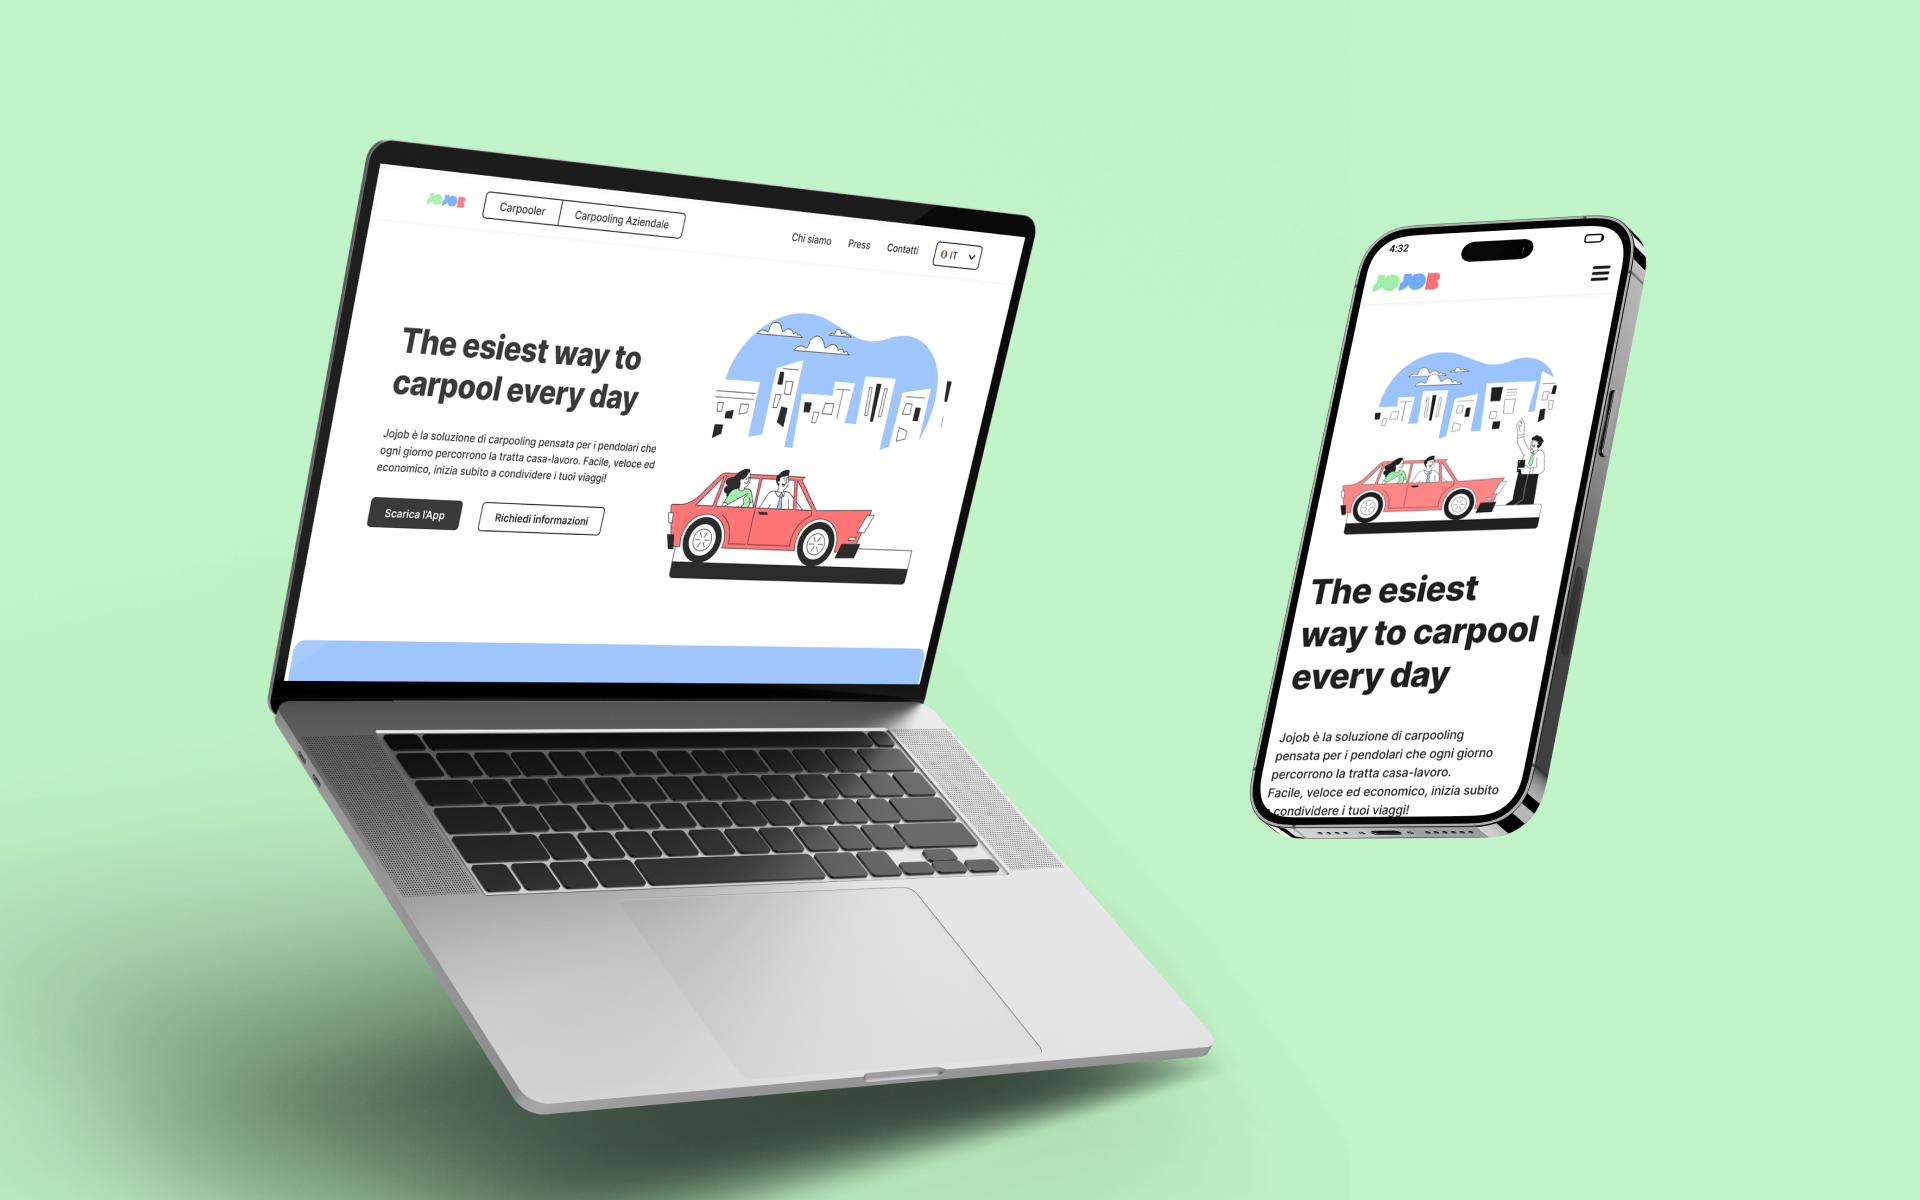 JOJOB
Carpooler
Carpooling Aziendale
Chi siamo
Press
Contatti
IT
The esiest way to
carpool every day
Jojob è la soluzione di carpooling pensata per i pendolari che
ogni giorno percorrono la tratta casa-lavoro. Facile, veloce ed
economico, inizia subito a condividere i tuoi viaggi!
Scarica l'App
Richiedi informazioni
4:32
JOJOB
The esiest
way to carpool
every day
Jojob è la soluzione di carpooling
pensata per i pendolari che ogni giorno
percorrono la tratta casa-lavoro.
Facile, veloce ed economico, inizia subito
a condividere i tuoi viaggi!